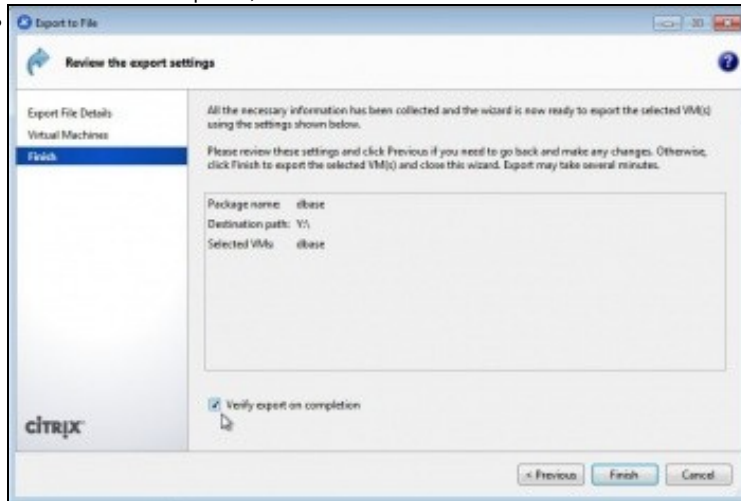 Export to File
Review the export settings
Export File Details
Virtual Machines
Finish
All the necessary information has been collected and the wizard is now ready to export the selected VM(s)
using the settings shown below.
Please review these settings and click Previous if you need to go back and make any changes. Otherwise,
click Finish to export the selected VM(s) and close this wizard. Export may take several minutes.
Package name: dbase
Destination path: Y:\
Selected VMs: dbase
Verify export on completion
CITRIX
< Previous Finish Cancel